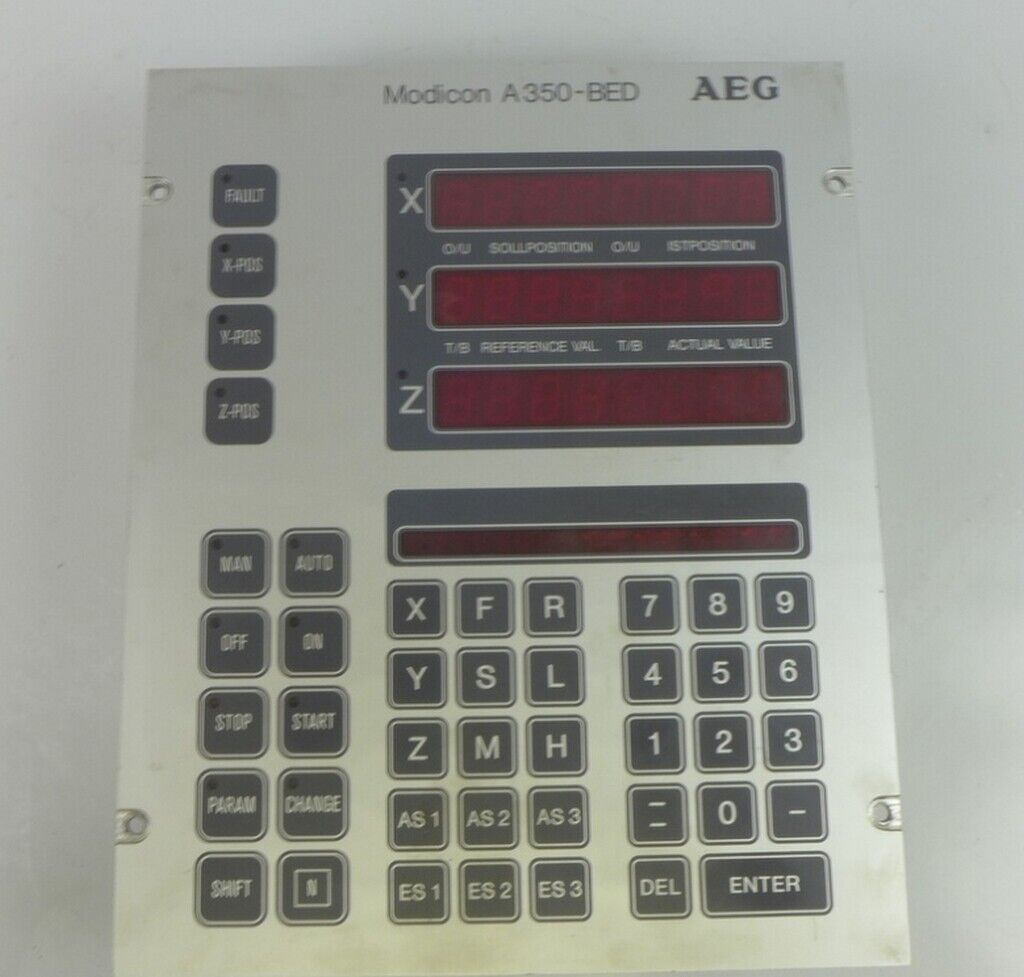 Modicon A350-BED AEG
FAULT
X-POS
Y-POS
Z-POS
X
O/U SOLLPOSITION O/U ISTPOSITION
Y
T/B REFERENCE VAL. T/B ACTUAL VALUE
Z
MAN AUTO
OFF ON
STOP START
PARAM CHANGE
SHIFT N
X F R 7 8 9
Y S L 4 5 6
Z M H 1 2 3
AS 1 AS 2 AS 3 0 –
ES 1 ES 2 ES 3 DEL ENTER